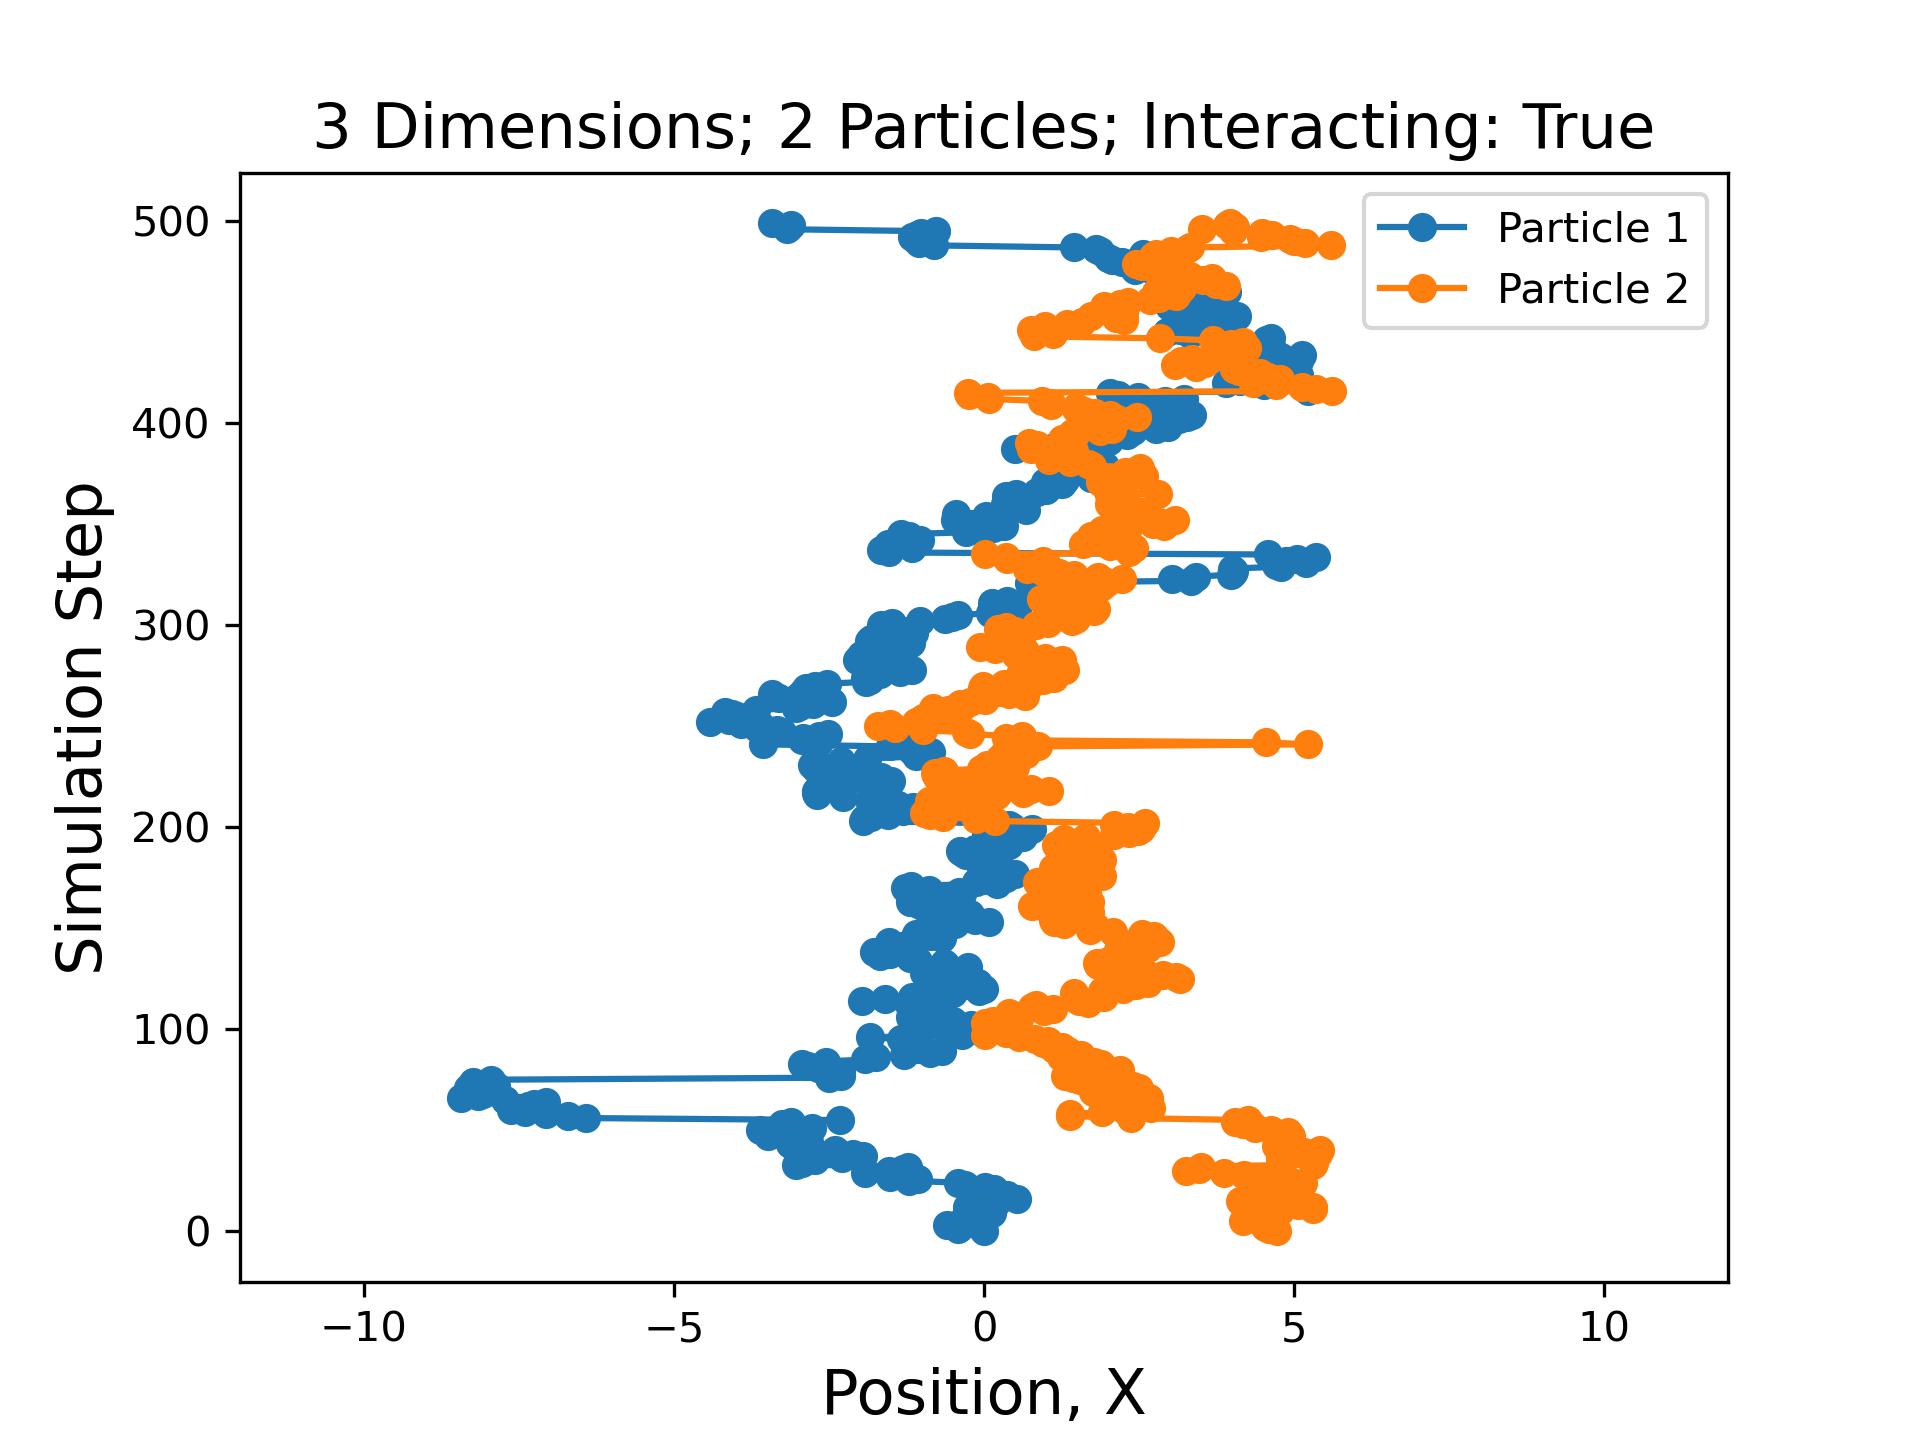 3 Dimensions; 2 Particles; Interacting: True
Particle 1
Particle 2
500
400
300
200
100
0
Simulation Step
−10
−5
0
5
10
Position, X